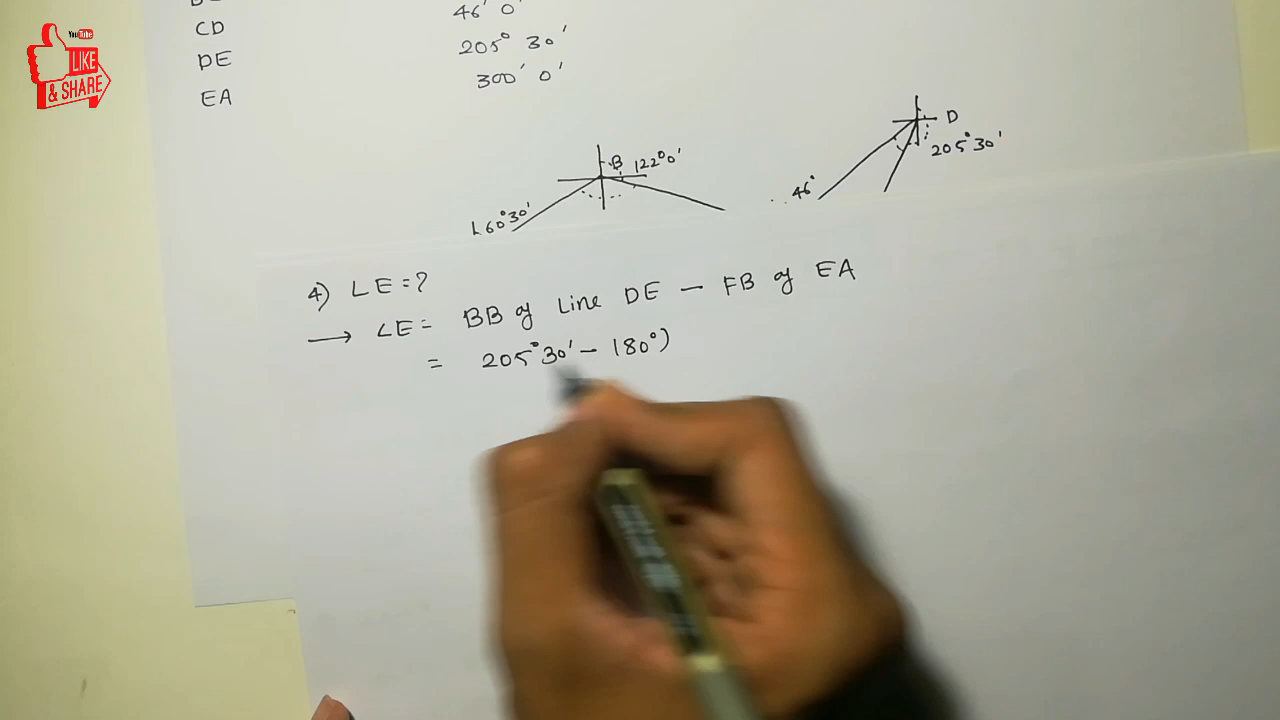 YouTube
LIKE
& SHARE
CD 46' 0'
DE 205° 30'
EA 300' 0'
B 122°0'
L60°30'
D
205°30'
46°
4) ∠E=?
→ ∠E= BB of Line DE - FB of EA
= 205°30' - 180°)